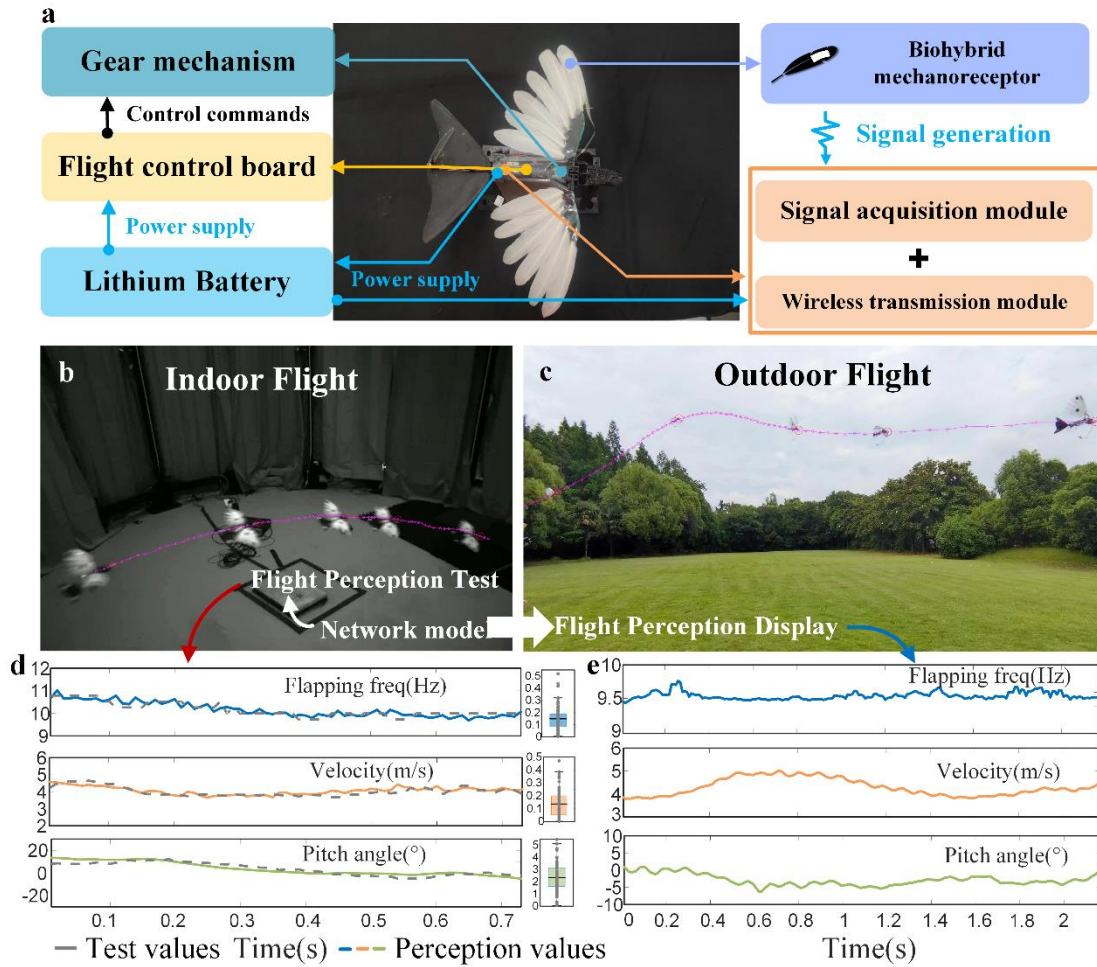 a
Gear mechanism
Control commands
Flight control board
Power supply
Lithium Battery
Power supply
Biohybrid
mechanoreceptor
Signal generation
Signal acquisition module
+
Wireless transmission module
b
Indoor Flight
Flight Perception Test
Network model
c
Outdoor Flight
Flight Perception Display
d
12
11
10
9
Flapping freq(Hz)
0.5
0.4
0.3
0.2
0.1
0
6
5
4
3
2
Velocity(m/s)
0.5
0.4
0.3
0.2
0.1
0
20
0
-20
Pitch angle(°)
5
4
3
2
1
0
0.1 0.2 0.3 0.4 0.5 0.6 0.7
Time(s)
e
10
9.5
9
Flapping freq(Hz)
6
5
4
3
Velocity(m/s)
10
5
0
-5
-10
Pitch angle(°)
0 0.2 0.4 0.6 0.8 1 1.2 1.4 1.6 1.8 2
Time(s)
Test values
Perception values